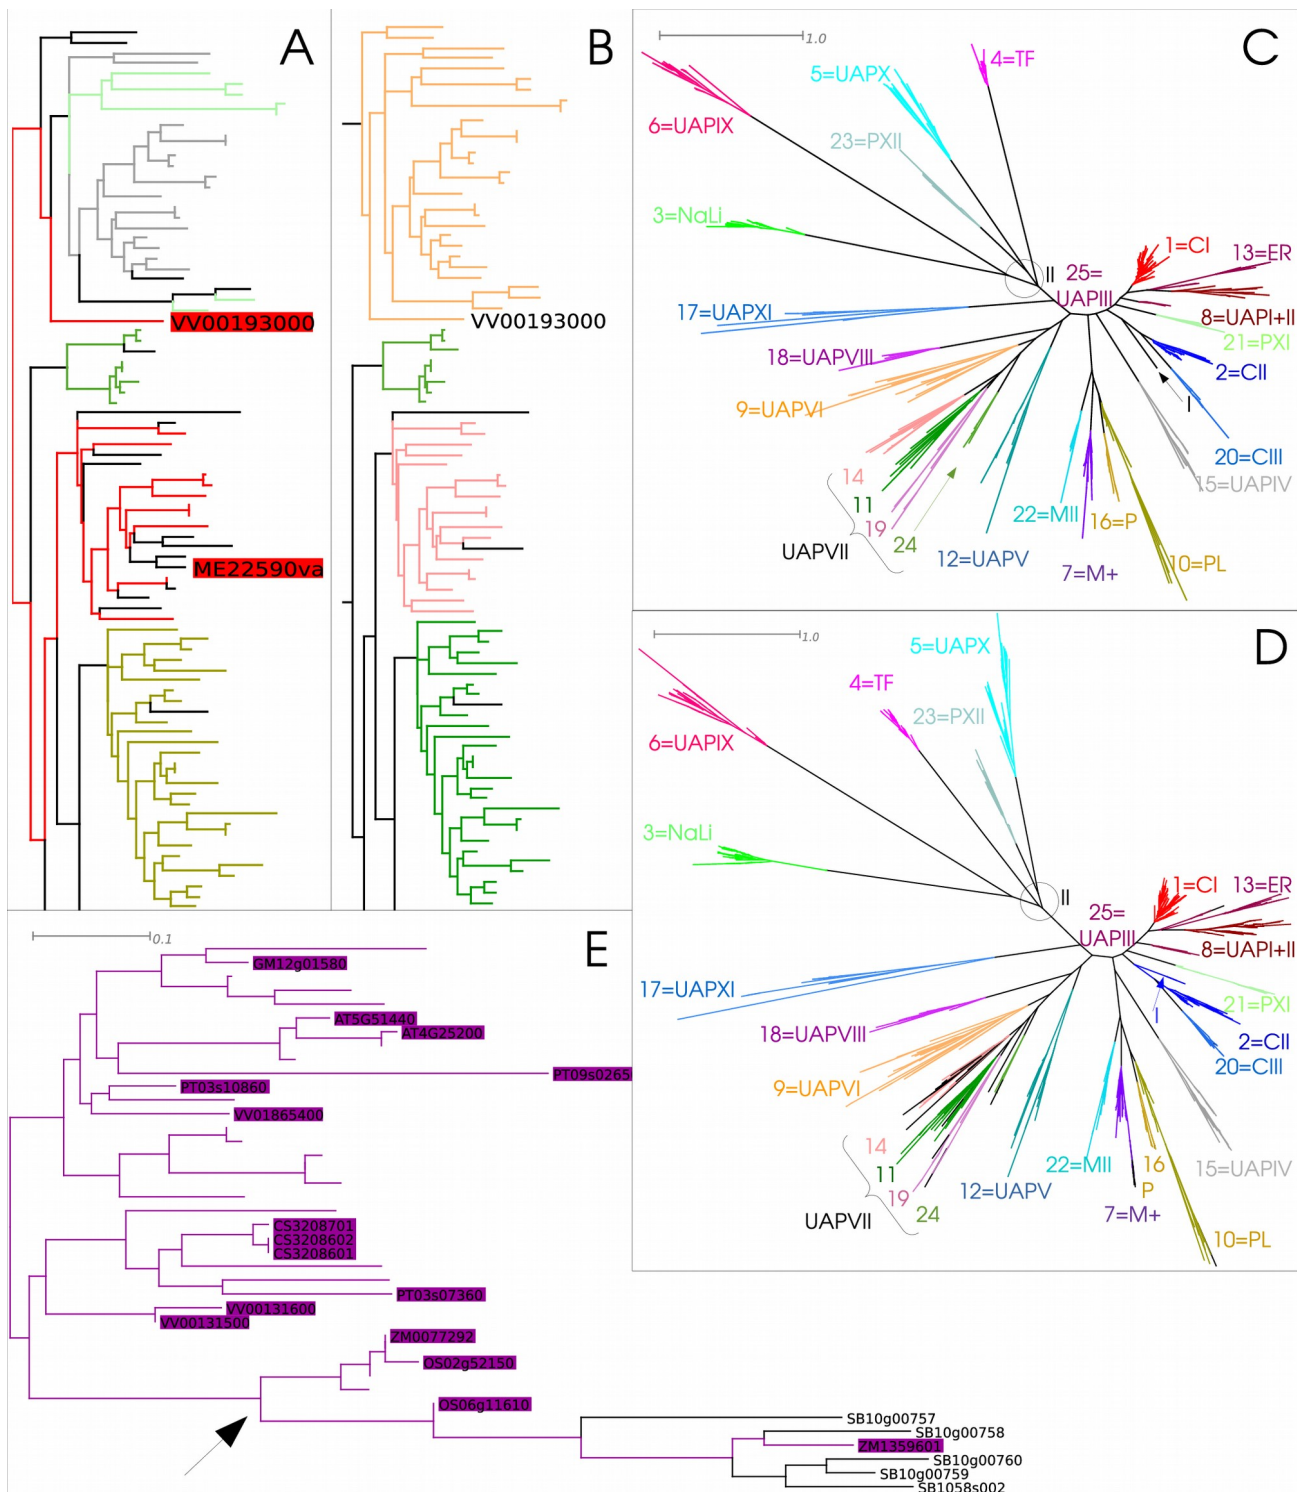 A
VV00193000
ME22590va
B
VV00193000
C
1.0
4=TF
5=UAPX
6=UAPIX
23=PXII
3=NaLi
II
25=
UAPIII
1=CI
13=ER
8=UAPI+II
21=PXI
2=CII
I
20=CIII
15=UAPIV
17=UAPXI
18=UAPVIII
9=UAPVI
14
11
19
24
UAPVII
12=UAPV
22=MII
16=P
7=M+
10=PL
D
1.0
5=UAPX
4=TF
23=PXII
6=UAPIX
3=NaLi
II
25=
UAPIII
1=CI
13=ER
8=UAPI+II
21=PXI
I
2=CII
20=CIII
17=UAPXI
18=UAPVIII
9=UAPVI
14
11
19
24
UAPVII
12=UAPV
22=MII
16
P
7=M+
15=UAPIV
10=PL
E
0.1
GM12g01580
AT5G51440
AT4G25200
PT09s0265
PT03s10860
VV01865400
CS3208701
CS3208602
CS3208601
PT03s07360
VV00131600
VV00131500
ZM0077292
OS02g52150
OS06g11610
SB10g00757
SB10g00758
ZM1359601
SB10g00760
SB10g00759
SB1058s002